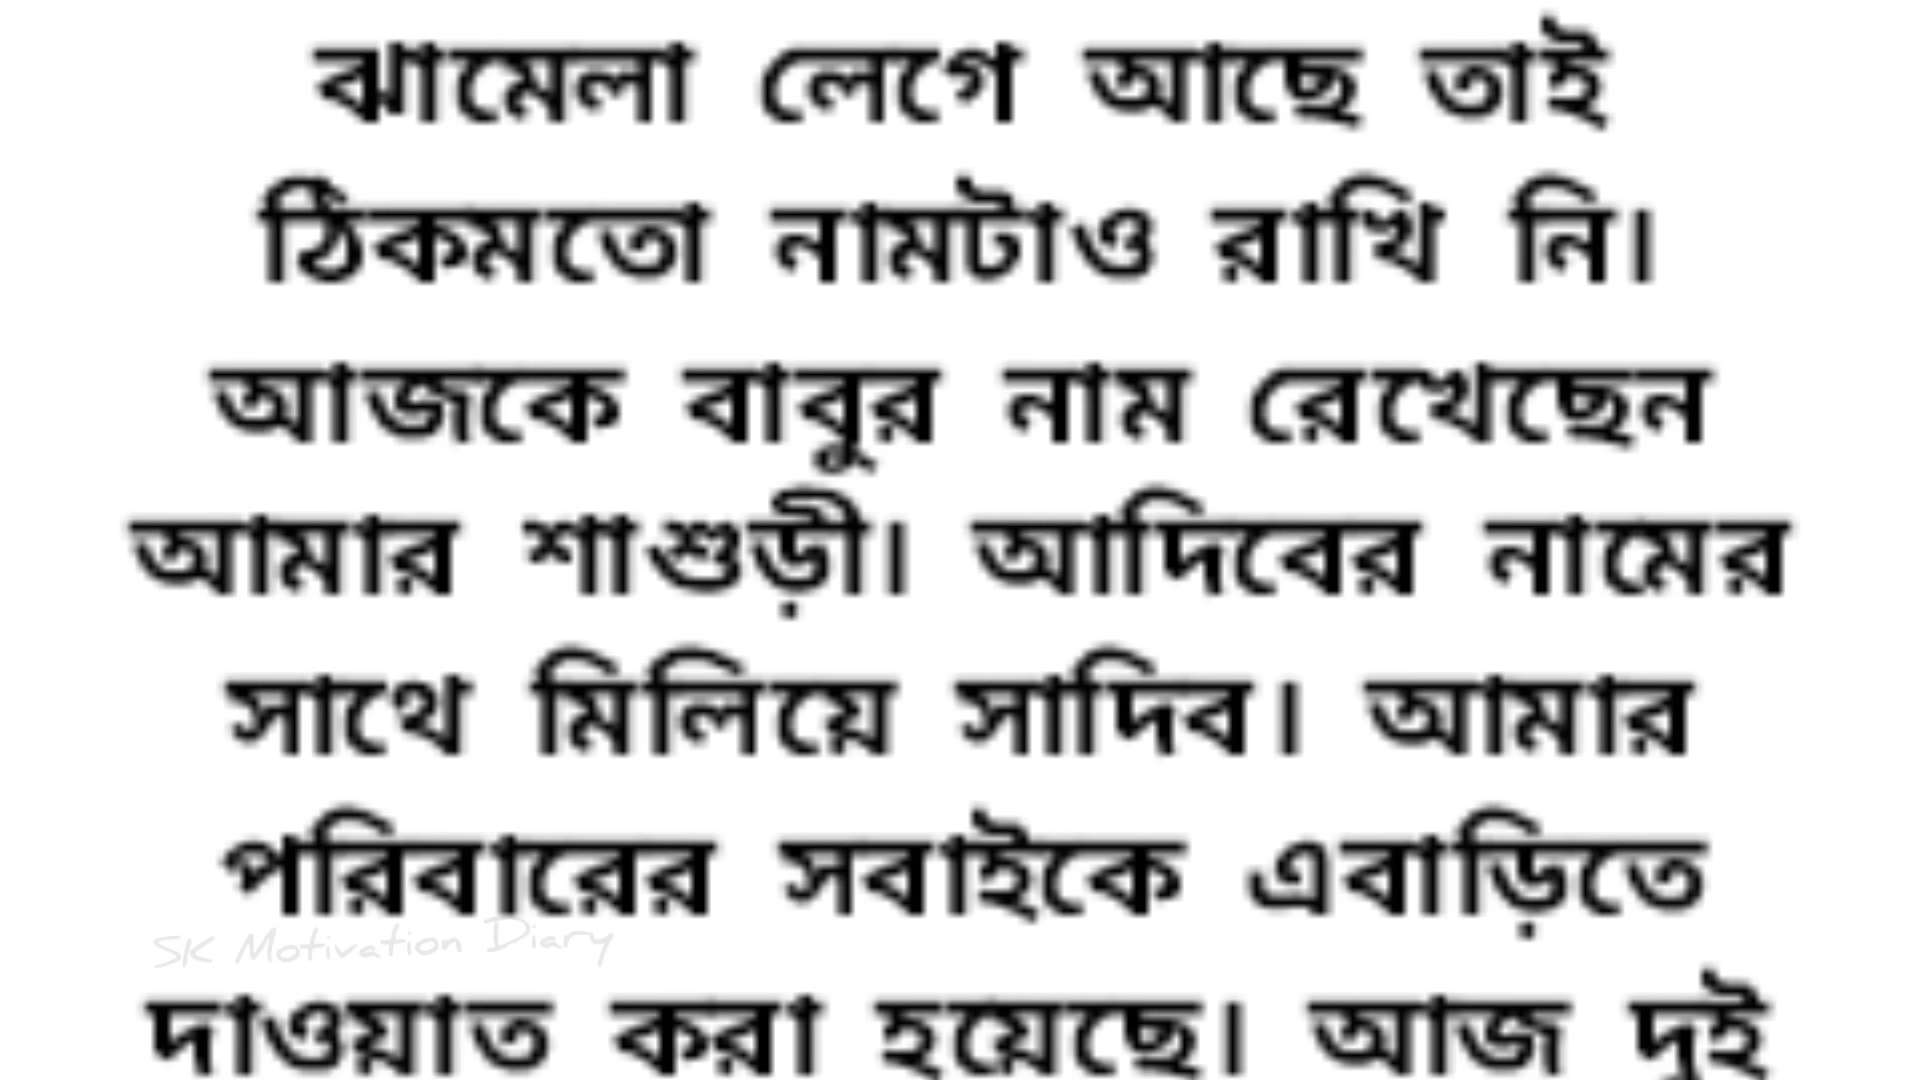 ঝামেলা লেগে আছে তাই
ঠিকমতো নামটাও রাখি নি।
আজকে বাবুর নাম রেখেছেন
আমার শাশুড়ী। আদিবের নামের
সাথে মিলিয়ে সাদিব। আমার
পরিবারের সবাইকে এবাড়িতে
SK Motivation Diary
দাওয়াত করা হয়েছে। আজ দুই